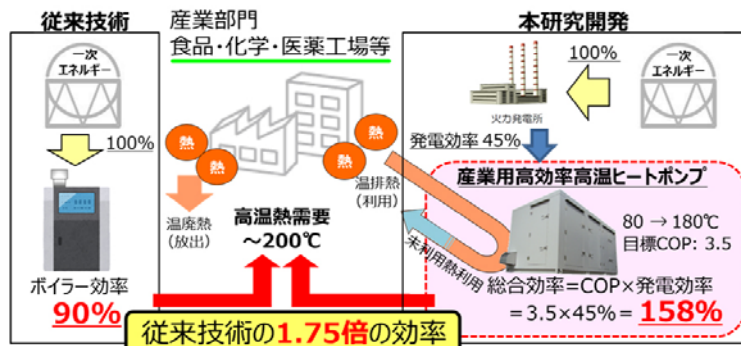 従来技術
一次
エネルギー
100%
ボイラー効率
90%
産業部門
食品・化学・医薬工場等
熱
熱
熱
熱
温廃熱
(放出)
高温熱需要
～200℃
温排熱
(利用)
未利用熱利用
本研究開発
100%
一次
エネルギー
火力発電所
発電効率 45%
産業用高効率高温ヒートポンプ
80 → 180℃
目標COP: 3.5
総合効率=COP×発電効率
= 3.5×45% = 158%
従来技術の1.75倍の効率